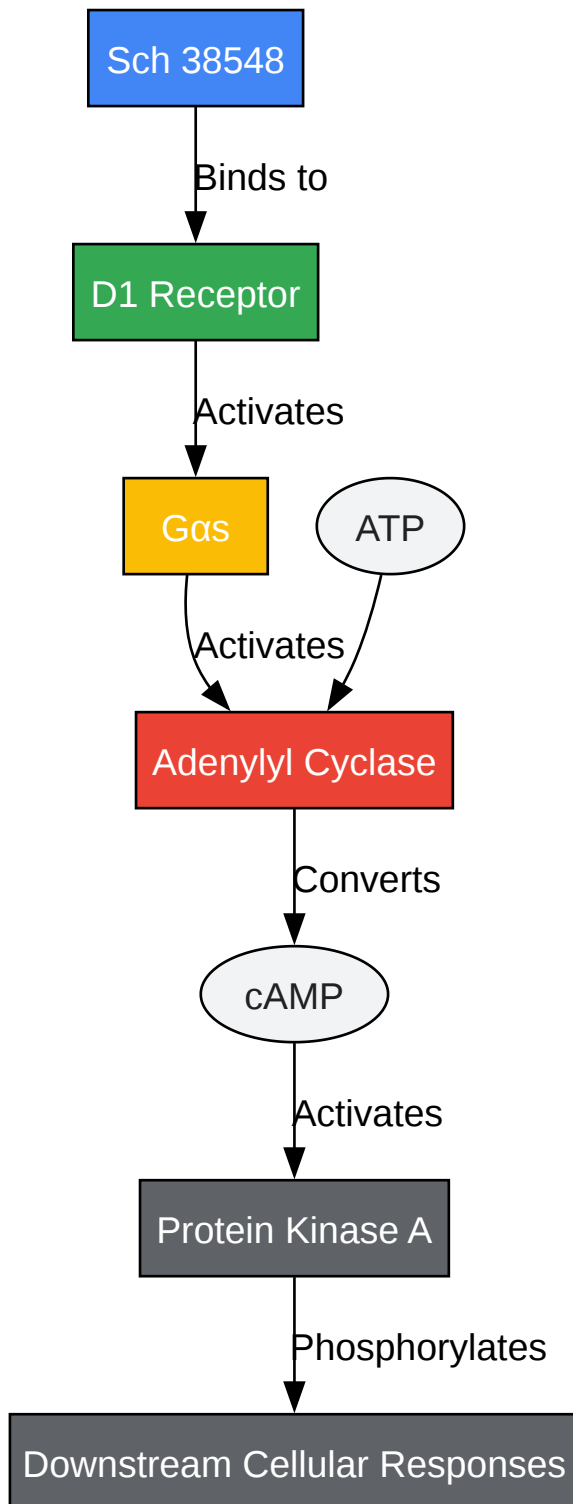 Sch 38548
Binds to
D1 Receptor
Activates
Gαs
ATP
Activates
Adenylyl Cyclase
Converts
cAMP
Activates
Protein Kinase A
Phosphorylates
Downstream Cellular Responses